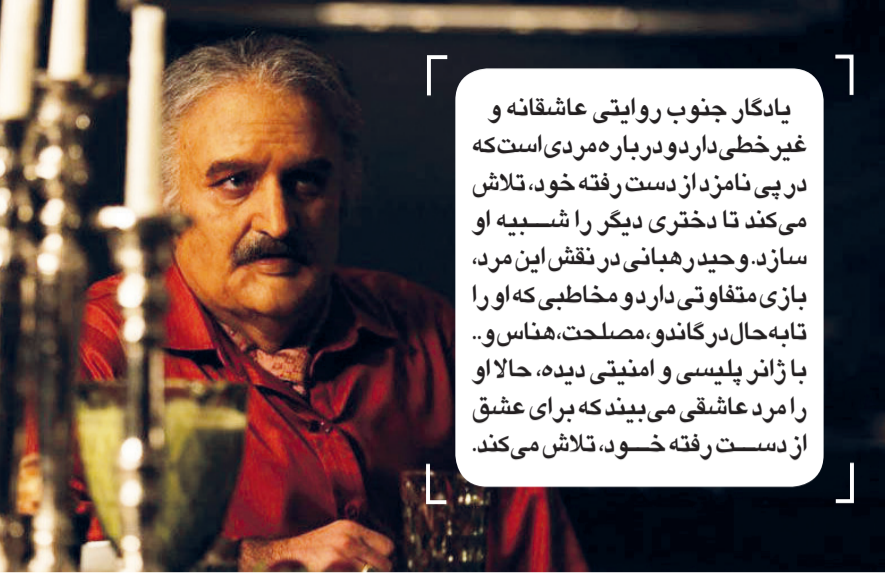 یادگار جنوب روایتی عاشقانه و
غیرخطی دارد و درباره مردی است که
در پی نامزد از دست رفته خود، تلاش
می‌کند تا دختری دیگر را شبیه او
سازد. وحید رهبانی در نقش این مرد،
بازی متفاوتی دارد و مخاطبی که او را
تا به حال در گاندو، مصلحت، هناس و..
با ژانر پلیسی و امنیتی دیده، حالا او
را مرد عاشقی می‌بیند که برای عشق
از دست رفته خود، تلاش می‌کند.